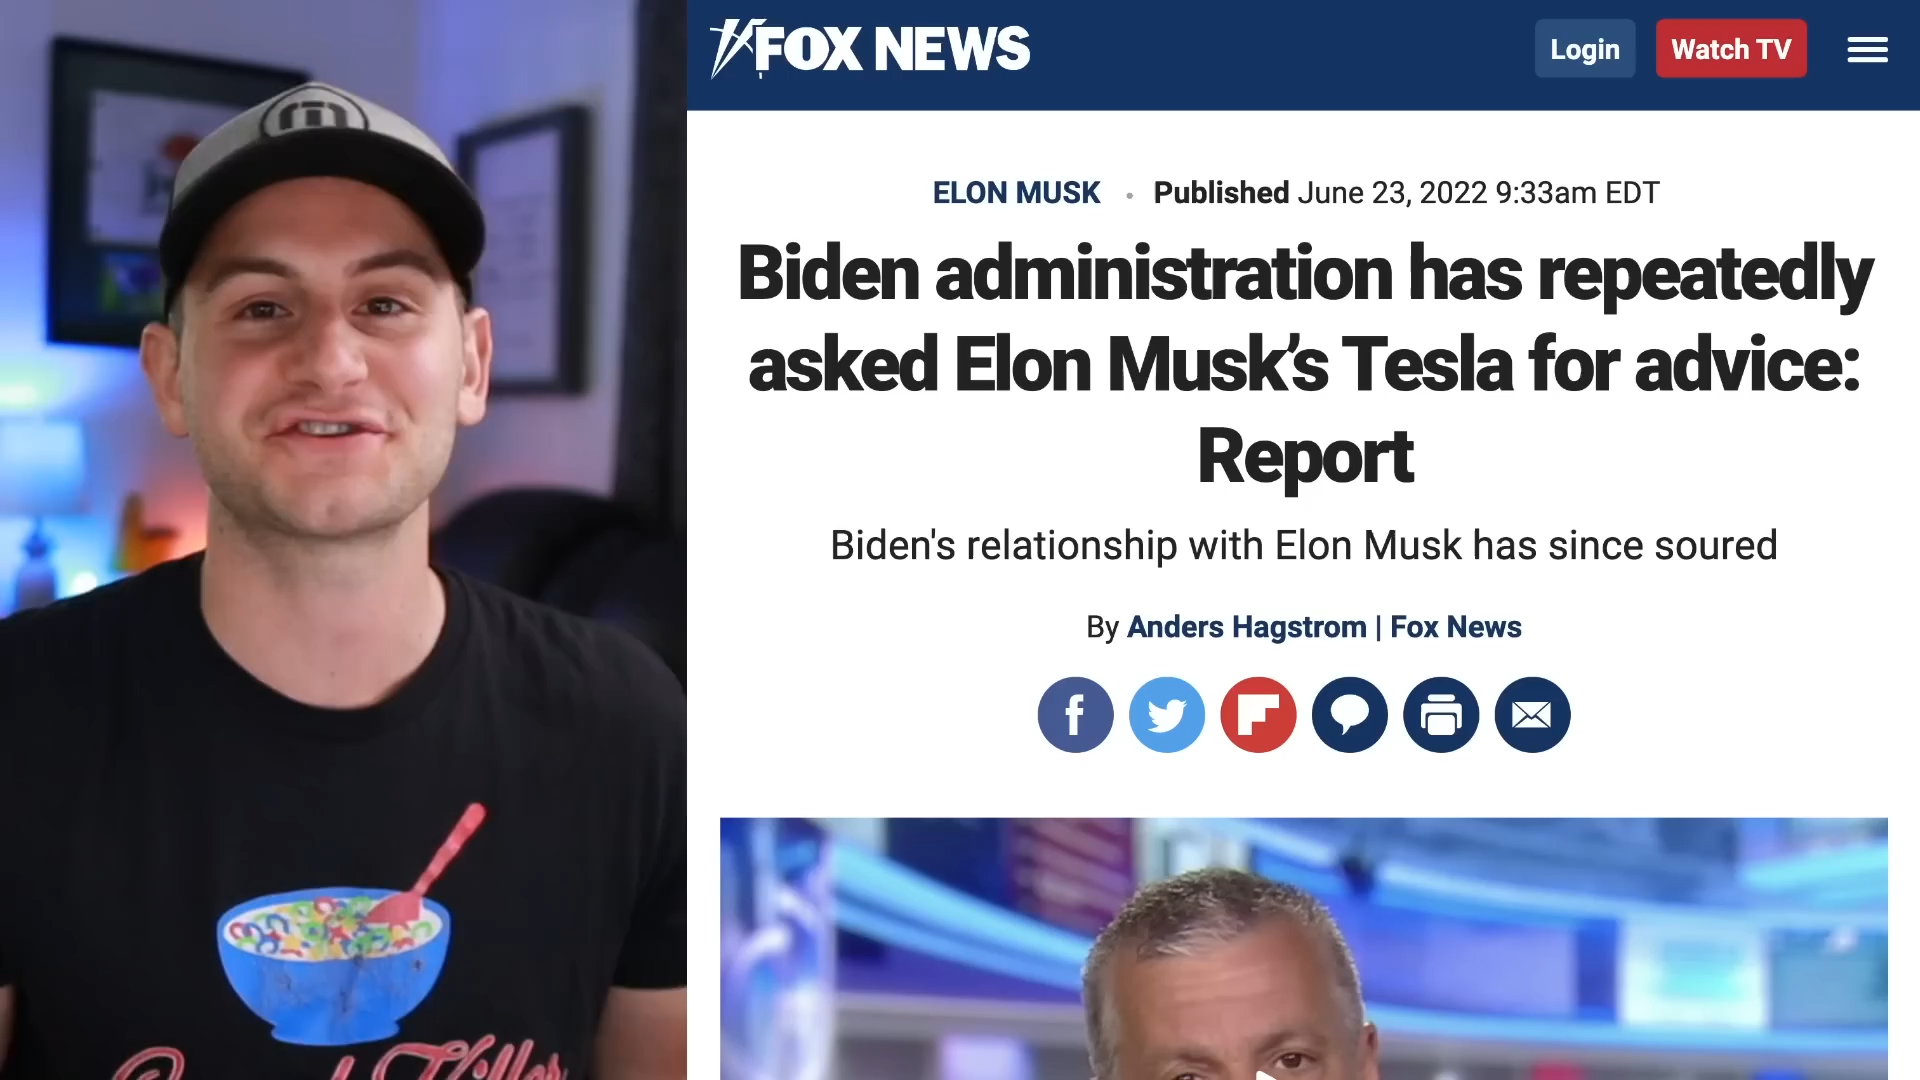 FOX NEWS
Login
Watch TV
ELON MUSK · Published June 23, 2022 9:33am EDT
Biden administration has repeatedly
asked Elon Musk’s Tesla for advice:
Report
Biden's relationship with Elon Musk has since soured
By Anders Hagstrom | Fox News
Killer